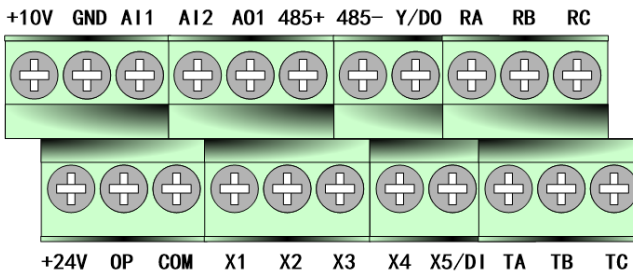 +10V GND AI1 AI2 AO1 485+ 485- Y/DO RA RB RC
+24V OP COM X1 X2 X3 X4 X5/DI TA TB TC